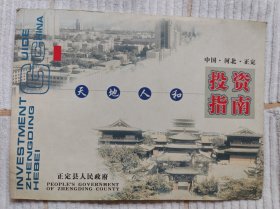 INVESTMENT GUIDE
ZHENGDING
HEBEI CHINA
中国·河北·正定
投资
指南
天地人和
正定县人民政府
PEOPLE'S GOVERNMENT
OF ZHENGDING COUNTY